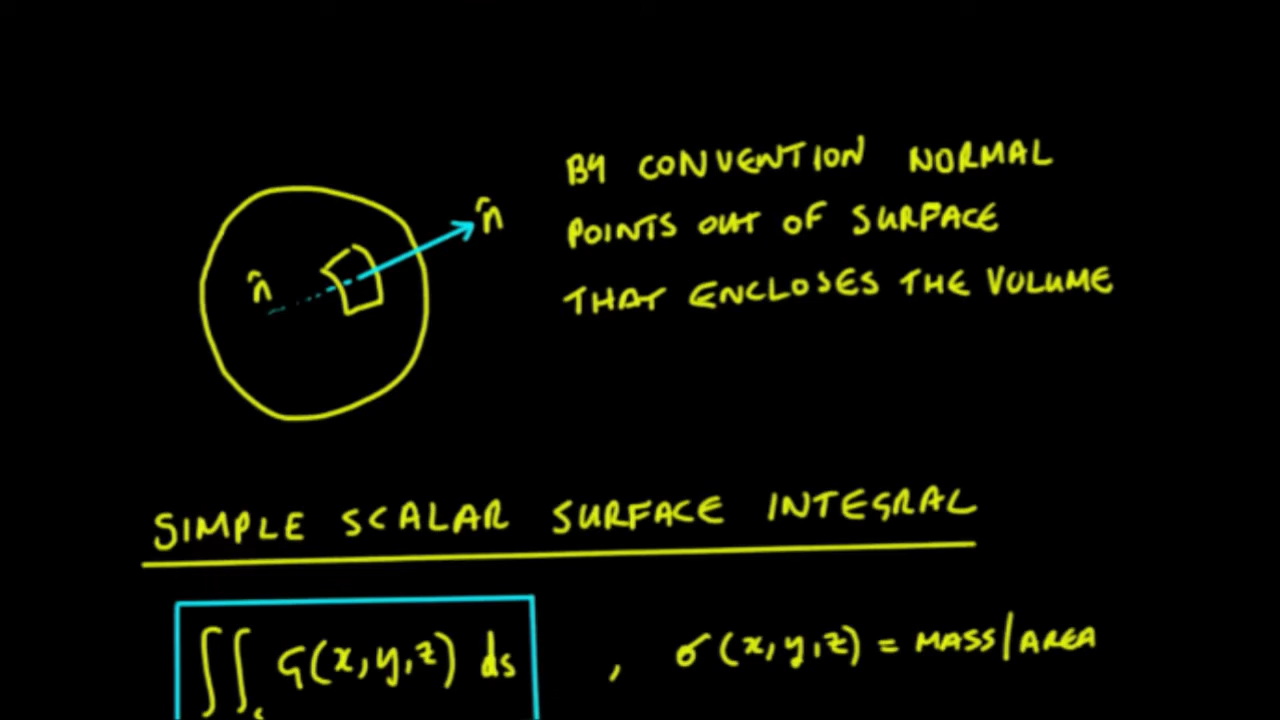 BY CONVENTION NORMAL
POINTS OUT OF SURFACE
THAT ENCLOSES THE VOLUME
n̂
n̂
SIMPLE SCALAR SURFACE INTEGRAL
∬ₛ G(x,y,z) ds , σ(x,y,z) = MASS/AREA